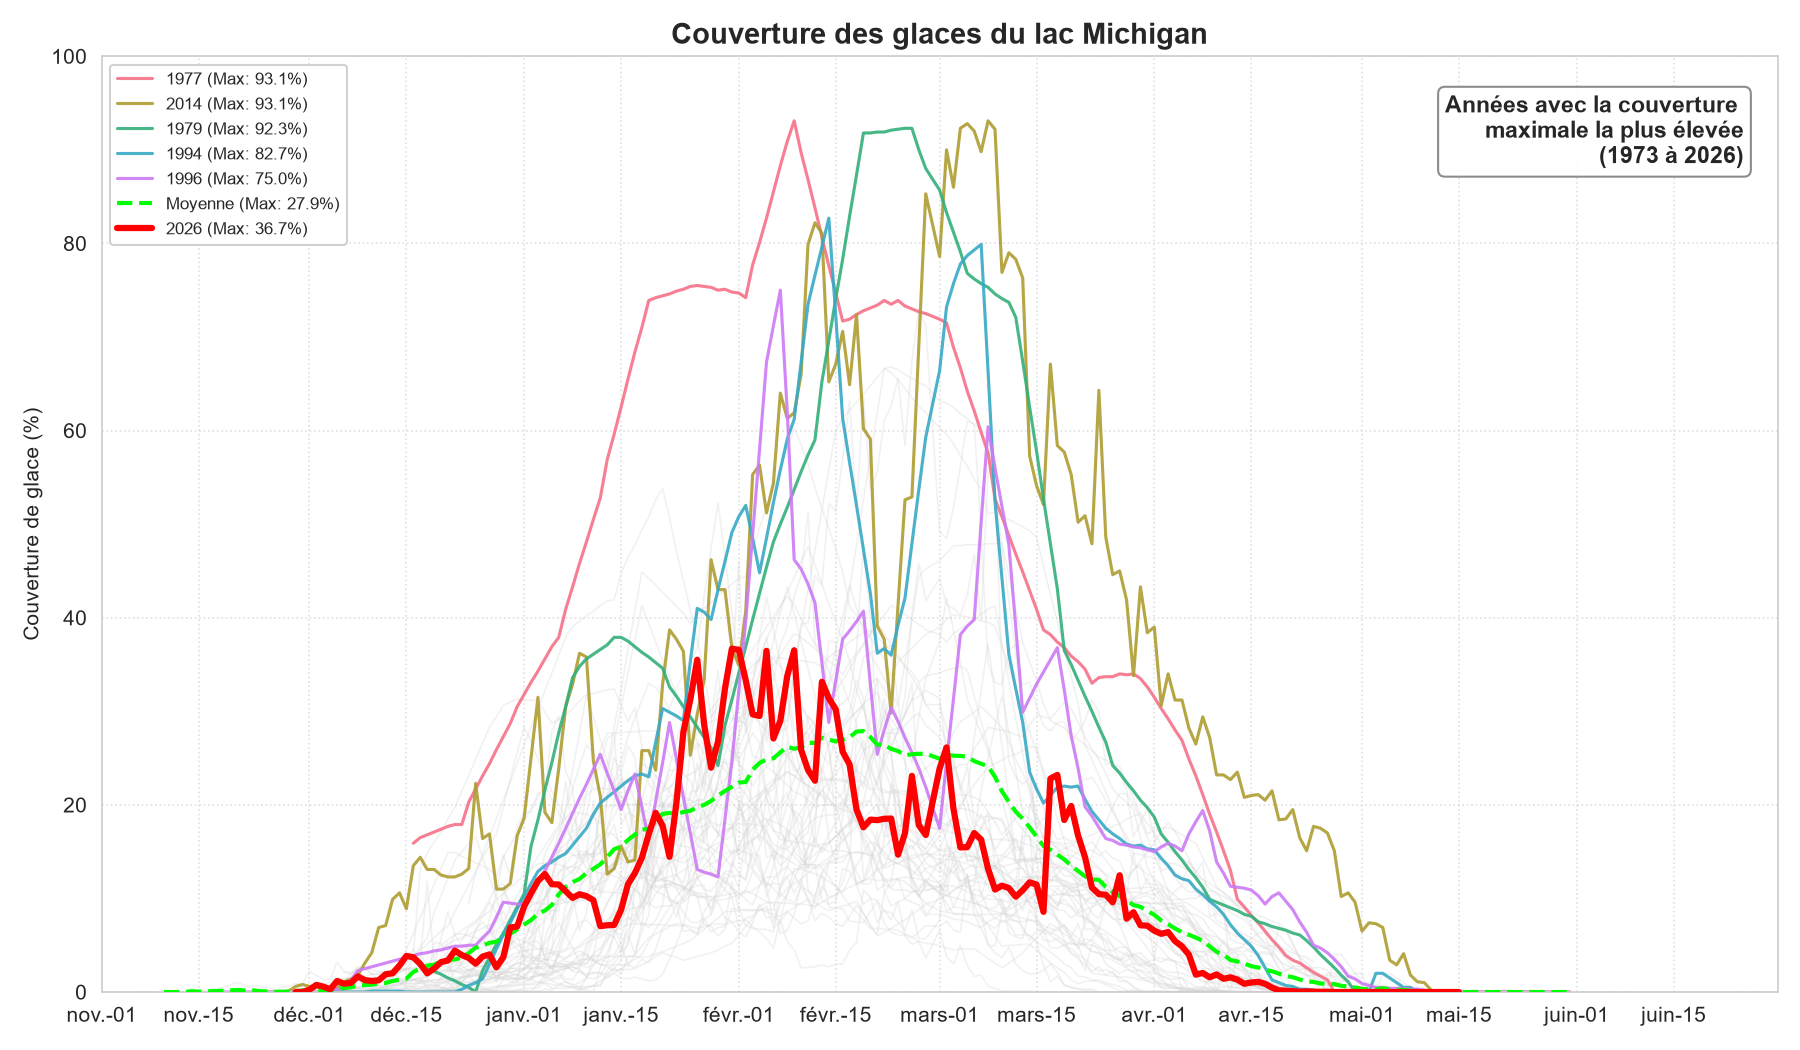 Couverture des glaces du lac Michigan
Couverture de glace (%)
100
80
60
40
20
0
1977 (Max: 93.1%)
2014 (Max: 93.1%)
1979 (Max: 92.3%)
1994 (Max: 82.7%)
1996 (Max: 75.0%)
Moyenne (Max: 27.9%)
2026 (Max: 36.7%)
Années avec la couverture
maximale la plus élevée
(1973 à 2026)
nov.-01 nov.-15 déc.-01 déc.-15 janv.-01 janv.-15 févr.-01 févr.-15 mars-01 mars-15 avr.-01 avr.-15 mai-01 mai-15 juin-01 juin-15